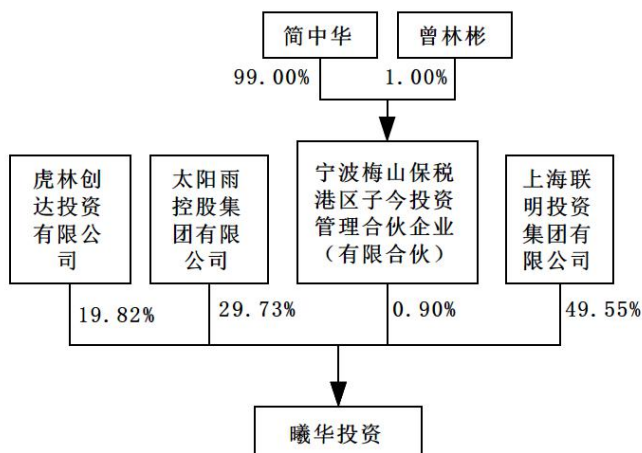 简中华
曾林彬
99.00%
1.00%
虎林创
达投资
有限公
司
太阳雨
控股集
团有限
公司
宁波梅山保税
港区子今投资
管理合伙企业
（有限合伙）
上海联
明投资
集团有
限公司
19.82%
29.73%
0.90%
49.55%
曦华投资